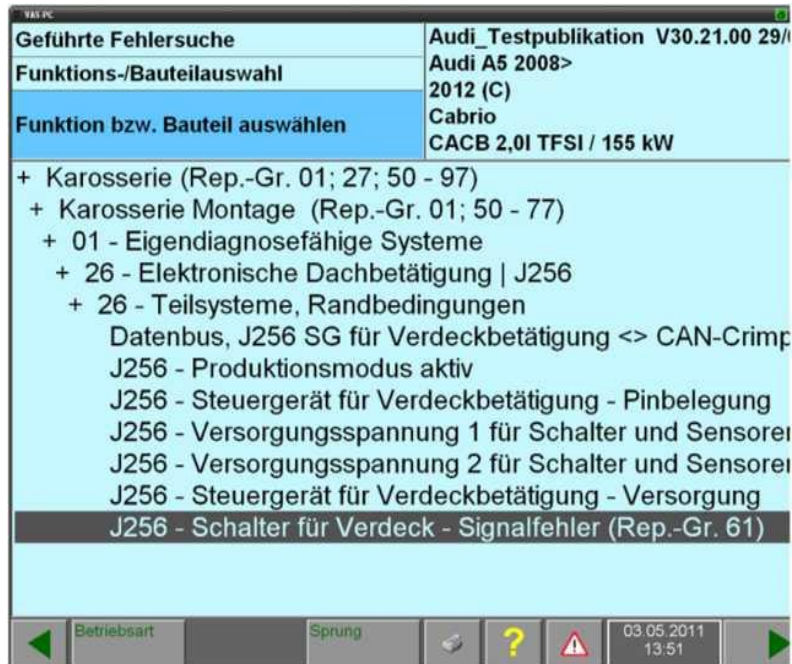 VAS-PC
Geführte Fehlersuche
Funktions-/Bauteilauswahl
Funktion bzw. Bauteil auswählen
Audi_Testpublikation V30.21.00 29/
Audi A5 2008>
2012 (C)
Cabrio
CACB 2,0l TFSI / 155 kW
+ Karosserie (Rep.-Gr. 01; 27; 50 - 97)
+ Karosserie Montage (Rep.-Gr. 01; 50 - 77)
+ 01 - Eigendiagnosefähige Systeme
+ 26 - Elektronische Dachbetätigung | J256
+ 26 - Teilsysteme, Randbedingungen
Datenbus, J256 SG für Verdeckbetätigung <> CAN-Crimp
J256 - Produktionsmodus aktiv
J256 - Steuergerät für Verdeckbetätigung - Pinbelegung
J256 - Versorgungsspannung 1 für Schalter und Sensore
J256 - Versorgungsspannung 2 für Schalter und Sensore
J256 - Steuergerät für Verdeckbetätigung - Versorgung
J256 - Schalter für Verdeck - Signalfehler (Rep.-Gr. 61)
Betriebsart
Sprung
?
03.05.2011
13:51